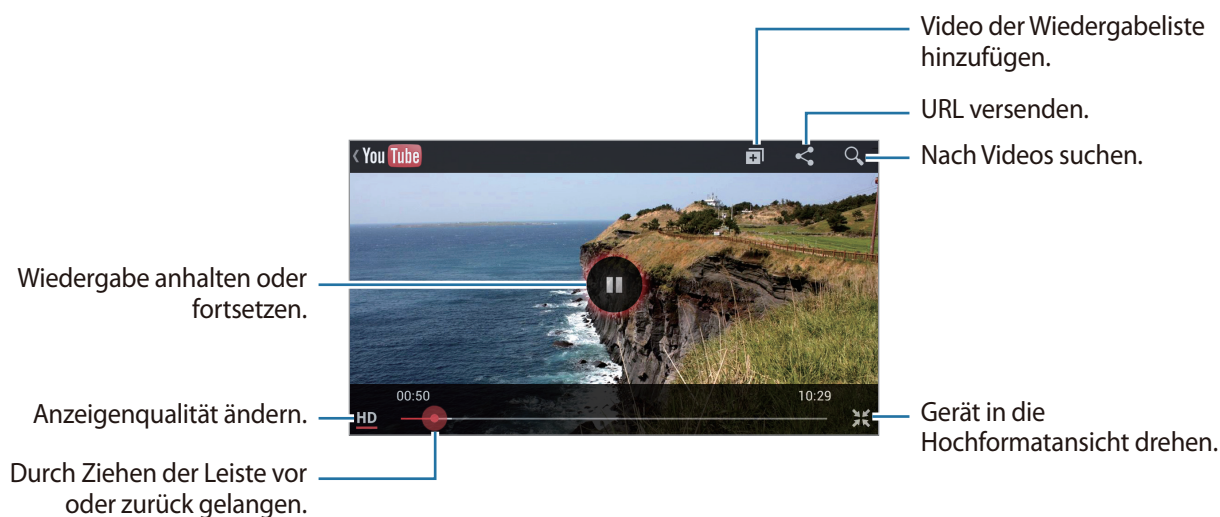 Video der Wiedergabeliste
hinzufügen.
URL versenden.
You Tube
Nach Videos suchen.
Wiedergabe anhalten oder
fortsetzen.
00:50
10:29
Anzeigenqualität ändern.
HD
Gerät in die
Hochformatansicht drehen.
Durch Ziehen der Leiste vor
oder zurück gelangen.